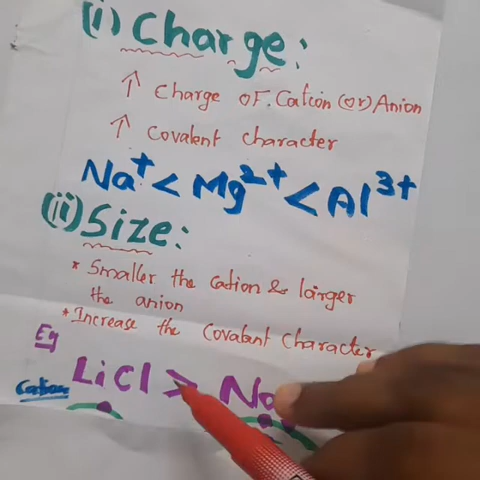 (i) Charge:
↑ Charge of Cation (or) Anion
↑ Covalent character
Na⁺ < Mg²⁺ < Al³⁺
(ii) Size:
* Smaller the cation & larger
the anion
* Increase the Covalent Character
Eg
LiCl > Na
Cation